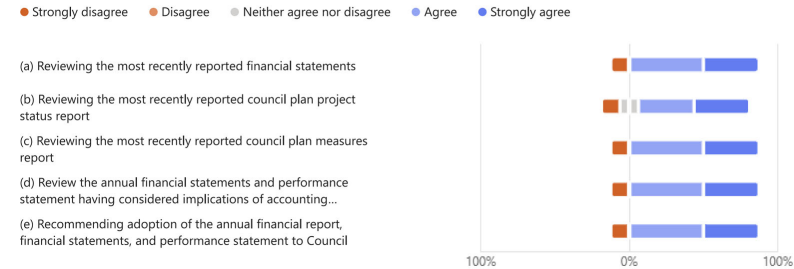 Strongly disagree Disagree Neither agree nor disagree Agree Strongly agree
(a) Reviewing the most recently reported financial statements
(b) Reviewing the most recently reported council plan project
status report
(c) Reviewing the most recently reported council plan measures
report
(d) Review the annual financial statements and performance
statement having considered implications of accounting...
(e) Recommending adoption of the annual financial report,
financial statements, and performance statement to Council
100% 0% 100%